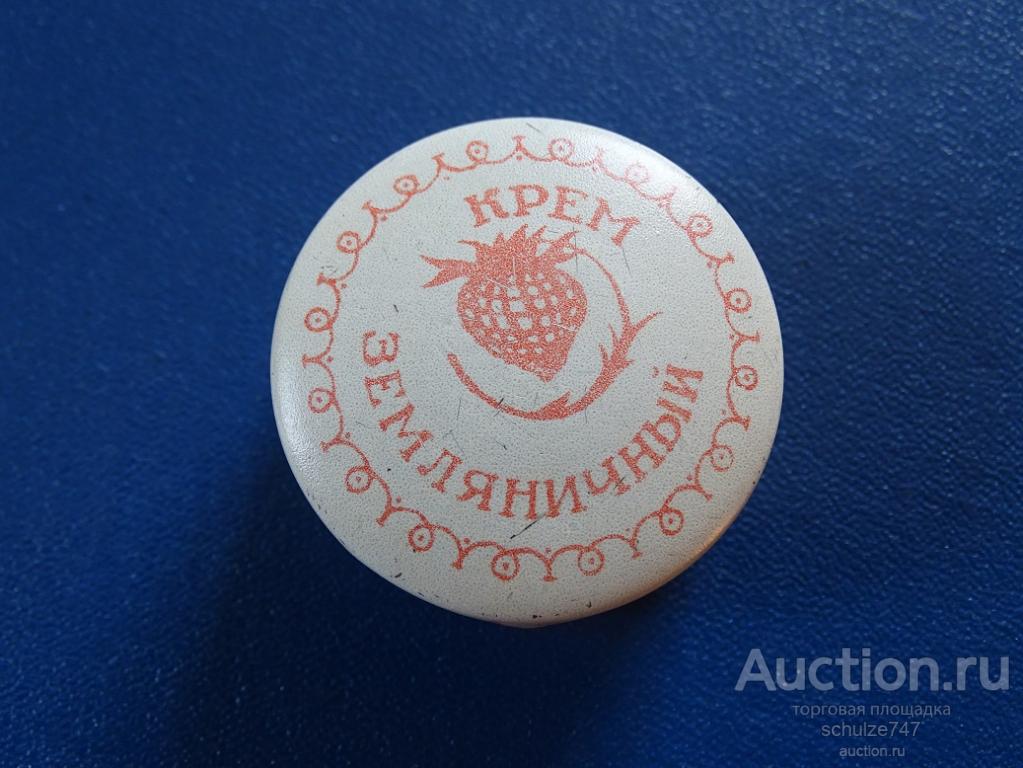 КРЕМ
ЗЕМЛЯНИЧНЫЙ
Auction.ru
торговая площадка
schulze747
auction.ru